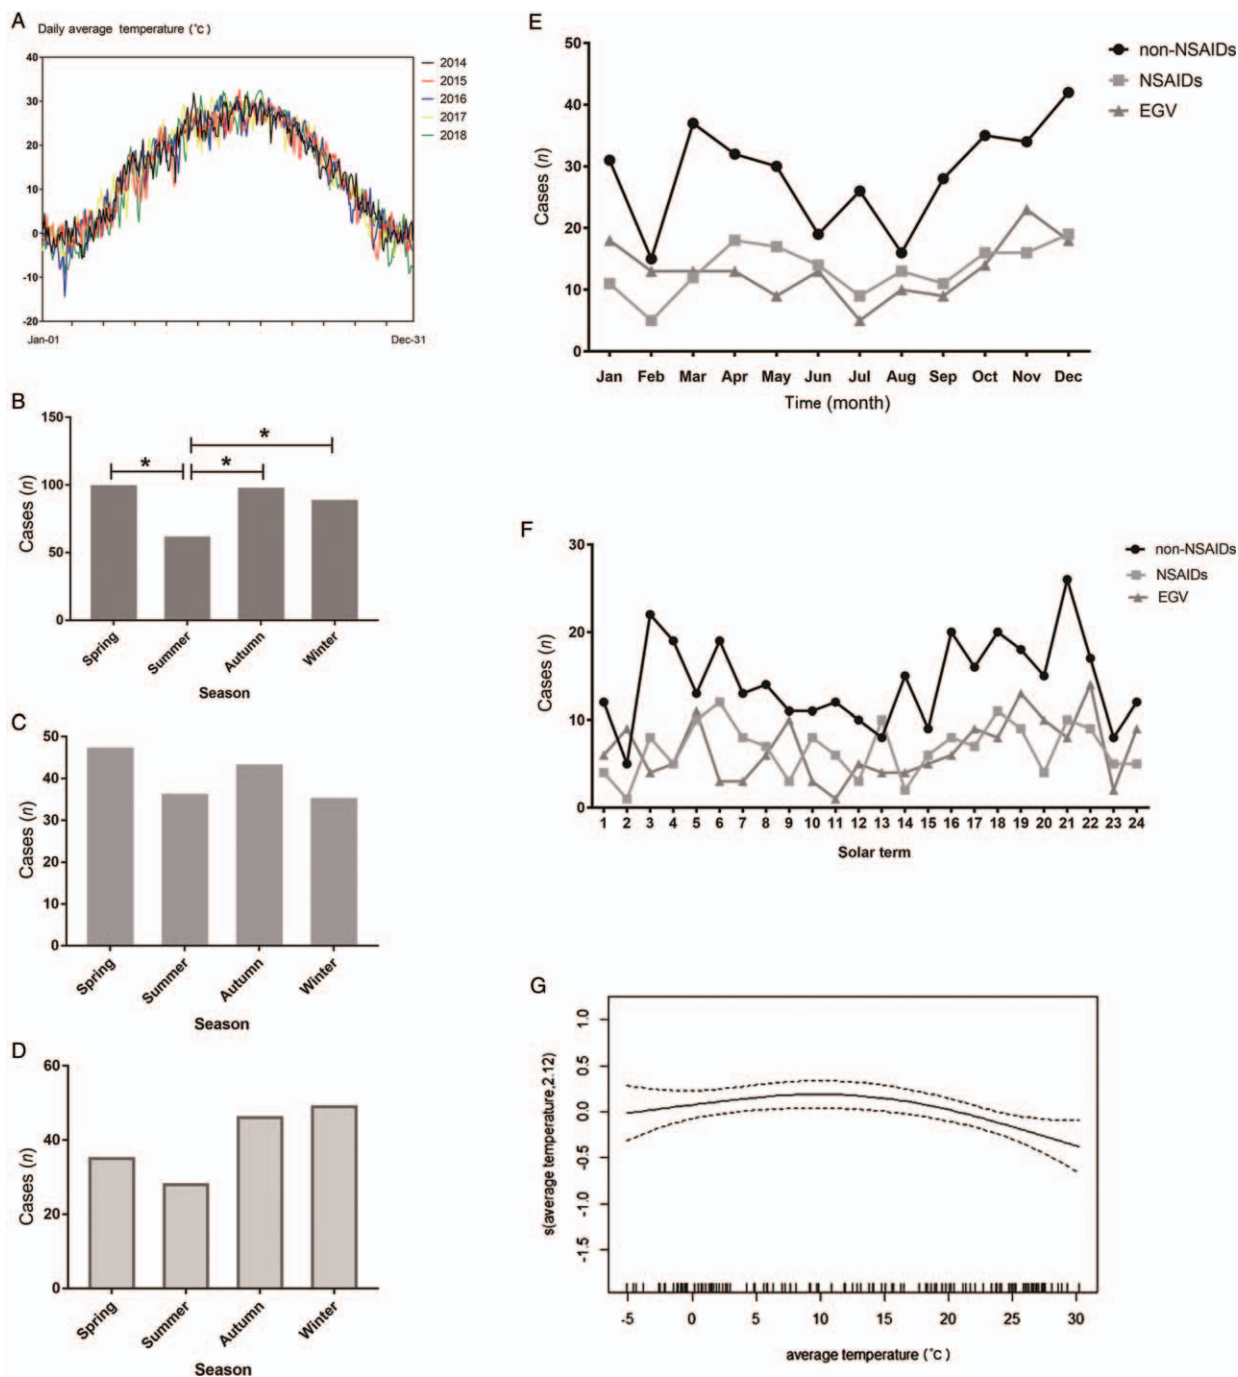 A
Daily average temperature (°C)
40
30
20
10
0
-10
-20
Jan-01
Dec-31
2014
2015
2016
2017
2018
B
Cases (n)
150
100
50
0
*
*
*
Spring
Summer
Autumn
Winter
Season
C
Cases (n)
50
40
30
20
10
0
Spring
Summer
Autumn
Winter
Season
D
Cases (n)
60
40
20
0
Spring
Summer
Autumn
Winter
Season
E
Cases (n)
50
40
30
20
10
0
Jan Feb Mar Apr May Jun Jul Aug Sep Oct Nov Dec
Time (month)
non-NSAIDs
NSAIDs
EGV
F
Cases (n)
30
20
10
0
1 2 3 4 5 6 7 8 9 10 11 12 13 14 15 16 17 18 19 20 21 22 23 24
Solar term
non-NSAIDs
NSAIDs
EGV
G
s(average temperature,2.12)
1.0
0.5
0.0
-0.5
-1.0
-1.5
-5 0 5 10 15 20 25 30
average temperature (°C)